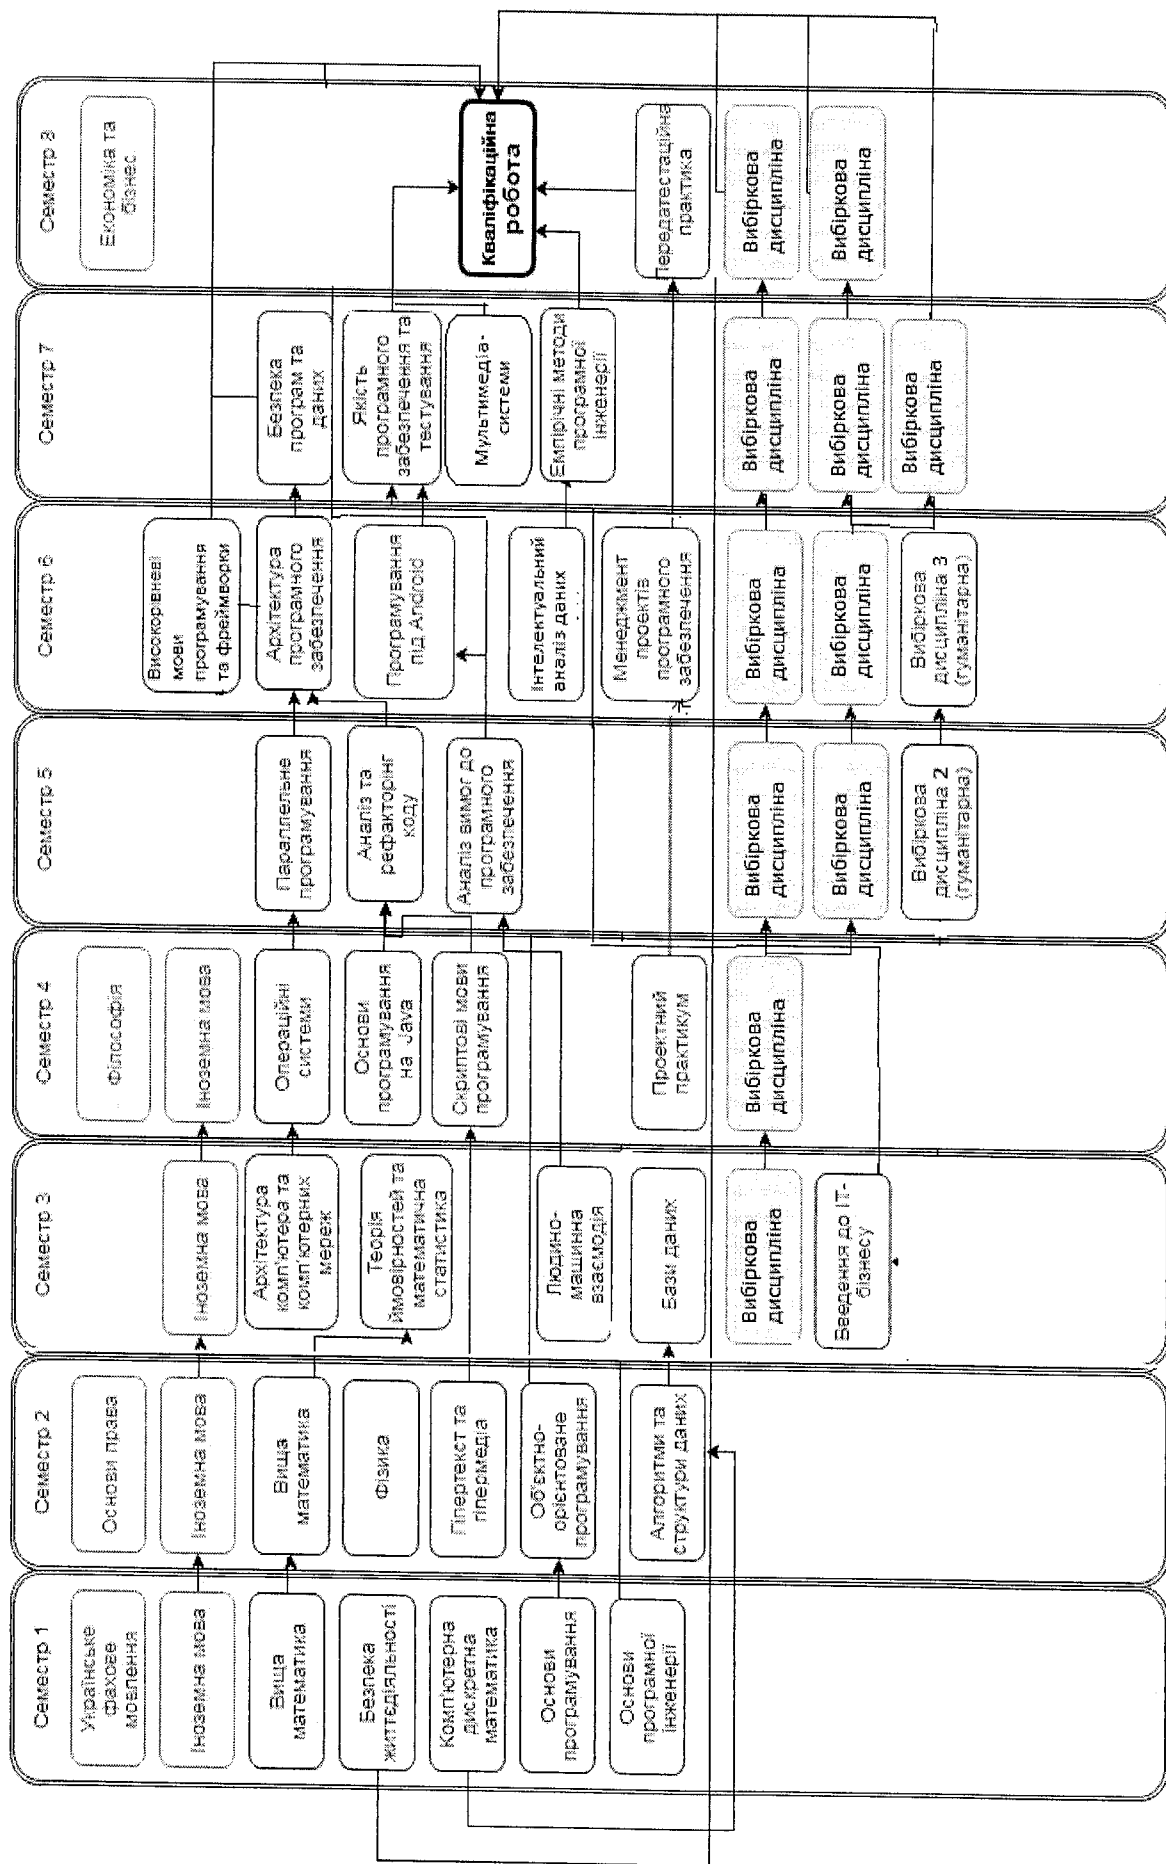 Семестр 1
Українське
фахове
мовлення
Іноземна мова
Вища
математика
Безпека
життєдіяльності
Комп'ютерна
дискретна
математика
Основи
програмування
Основи
програмної
інженерії
Семестр 2
Основи права
Іноземна мова
Вища
математика
Фізика
Гіпертекст та
гіпермедіа
Об'єктно-
орієнтоване
програмування
Алгоритми та
структури даних
Семестр 3
Іноземна мова
Архітектура
комп'ютера та
комп'ютерних
мереж
Теорія
ймовірностей та
математична
статистика
Людино-
машинна
взаємодія
Бази даних
Вибіркова
дисципліна
Введення до ІТ-
бізнесу
Семестр 4
Філософія
Іноземна мова
Операційні
системи
Основи
програмування
на Java
Скриптові мови
програмування
Проектний
практикум
Вибіркова
дисципліна
Семестр 5
Параллельне
програмування
Аналіз та
рефакторінг
коду
Аналіз вимог до
програмного
забезпечення
Вибіркова
дисципліна
Вибіркова
дисципліна
Вибіркова
дисципліна 2
(гуманітарна)
Семестр 6
Високорівневі
мови
програмування
та фреймворки
Архітектура
програмного
забезпечення
Програмування
під Android
Інтелектуальний
аналіз даних
Менеджмент
проектів
програмного
забезпечення
Вибіркова
дисципліна
Вибіркова
дисципліна
Вибіркова
дисципліна 3
(гуманітарна)
Семестр 7
Безпека
програм та
даних
Якість
програмного
забезпечення та
тестування
Мультимедіа-
системи
Емпіричні методи
програмної
інженерії
Вибіркова
дисципліна
Вибіркова
дисципліна
Вибіркова
дисципліна
Семестр 8
Економіка та
бізнес
Кваліфікаційна
робота
Передатестаційна
практика
Вибіркова
дисципліна
Вибіркова
дисципліна